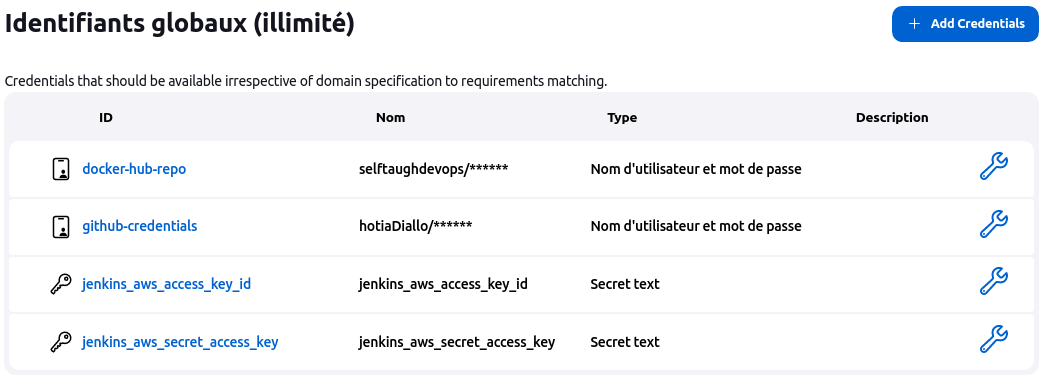 Identifiants globaux (illimité)
+ Add Credentials
Credentials that should be available irrespective of domain specification to requirements matching.
ID Nom Type Description
docker-hub-repo selftaughdevops/****** Nom d'utilisateur et mot de passe
github-credentials hotiaDiallo/****** Nom d'utilisateur et mot de passe
jenkins_aws_access_key_id jenkins_aws_access_key_id Secret text
jenkins_aws_secret_access_key jenkins_aws_secret_access_key Secret text